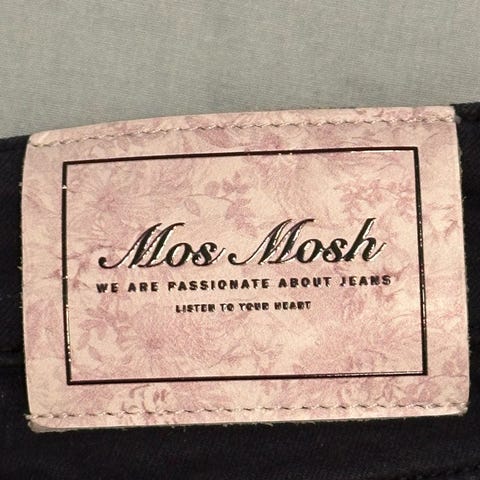 Mos Mosh
WE ARE PASSIONATE ABOUT JEANS
LISTEN TO YOUR HEART